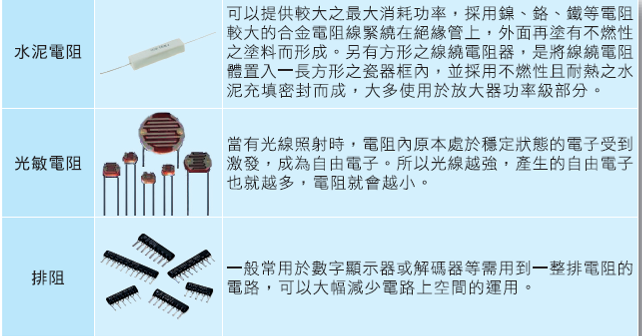 水泥電阻
可以提供較大之最大消耗功率，採用鎳、鉻、鐵等電阻
較大的合金電阻線緊繞在絕緣管上，外面再塗有不燃性
之塗料而形成。另有方形之線繞電阻器，是將線繞電阻
體置入一長方形之瓷器框內，並採用不燃性且耐熱之水
泥充填密封而成，大多使用於放大器功率級部分。
光敏電阻
當有光線照射時，電阻內原本處於穩定狀態的電子受到
激發，成為自由電子。所以光線越強，產生的自由電子
也就越多，電阻就會越小。
排阻
一般常用於數字顯示器或解碼器等需用到一整排電阻的
電路，可以大幅減少電路上空間的運用。